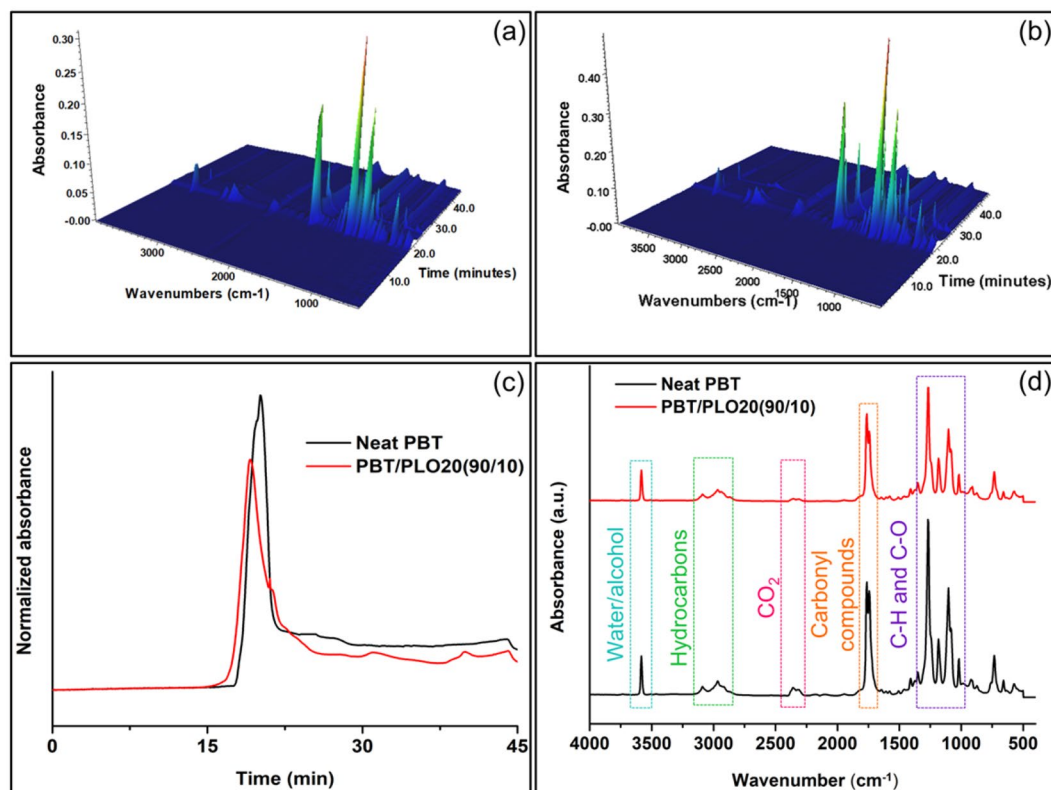 (a)
0.30
0.25
0.20
0.15
0.10
0.05
-0.00
Absorbance
3000
2000
1000
Wavenumbers (cm-1)
10.0
20.0
30.0
40.0
Time (minutes)
(b)
0.40
0.30
0.20
0.10
-0.00
Absorbance
3500
3000
2500
2000
1500
1000
Wavenumbers (cm-1)
10.0
20.0
30.0
40.0
Time (minutes)
(c)
Neat PBT
PBT/PLO20(90/10)
Normalized absorbance
0
15
30
45
Time (min)
(d)
Neat PBT
PBT/PLO20(90/10)
Absorbance (a.u.)
Water/alcohol
Hydrocarbons
CO₂
Carbonyl
compounds
C-H and C-O
4000
3500
3000
2500
2000
1500
1000
500
Wavenumber (cm⁻¹)